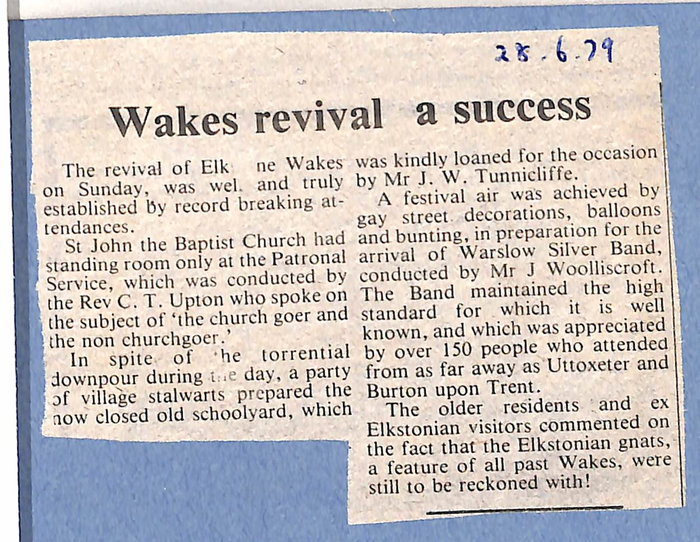 28.6.79
Wakes revival a success
The revival of Elk ne Wakes
on Sunday, was wel. and truly
established by record breaking at-
tendances.
St John the Baptist Church had
standing room only at the Patronal
Service, which was conducted by
the Rev C. T. Upton who spoke on
the subject of 'the church goer and
the non churchgoer.'
In spite of he torrential
downpour during the day, a party
of village stalwarts prepared the
now closed old schoolyard, which
was kindly loaned for the occasion
by Mr J. W. Tunnicliffe.
A festival air was achieved by
gay street decorations, balloons
and bunting, in preparation for the
arrival of Warslow Silver Band,
conducted by Mr J Woolliscroft.
The Band maintained the high
standard for which it is well
known, and which was appreciated
by over 150 people who attended
from as far away as Uttoxeter and
Burton upon Trent.
The older residents and ex
Elkstonian visitors commented on
the fact that the Elkstonian gnats,
a feature of all past Wakes, were
still to be reckoned with!